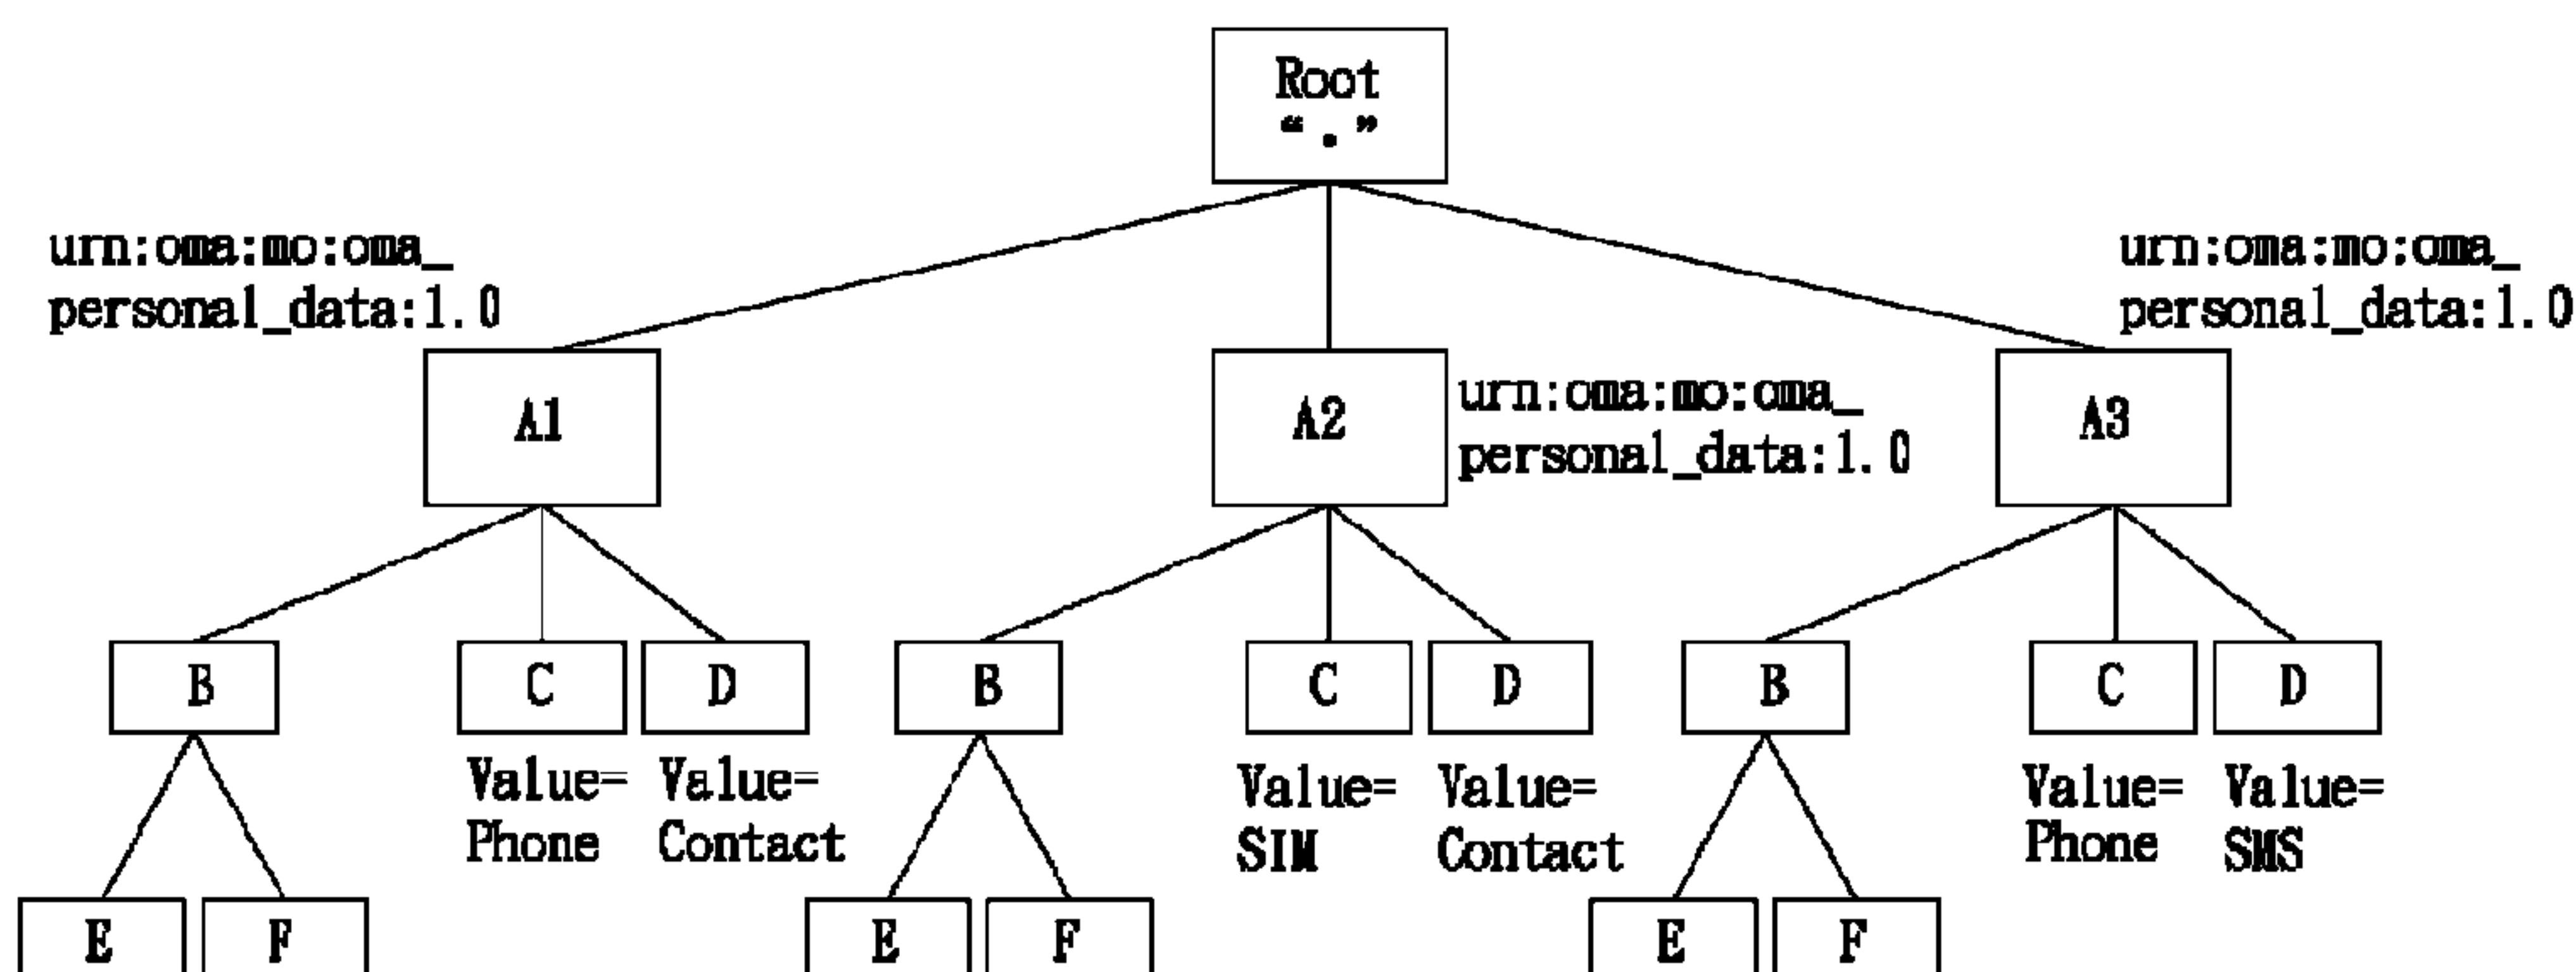 Root
“.”
urn:oma:mo:oma_
personal_data:1.0
urn:oma:mo:oma_
personal_data:1.0
A1
A2
urn:oma:mo:oma_
personal_data:1.0
A3
B
C
D
B
C
D
B
C
D
Value=
Phone
Value=
Contact
Value=
SIM
Value=
Contact
Value=
Phone
Value=
SMS
E
F
E
F
E
F